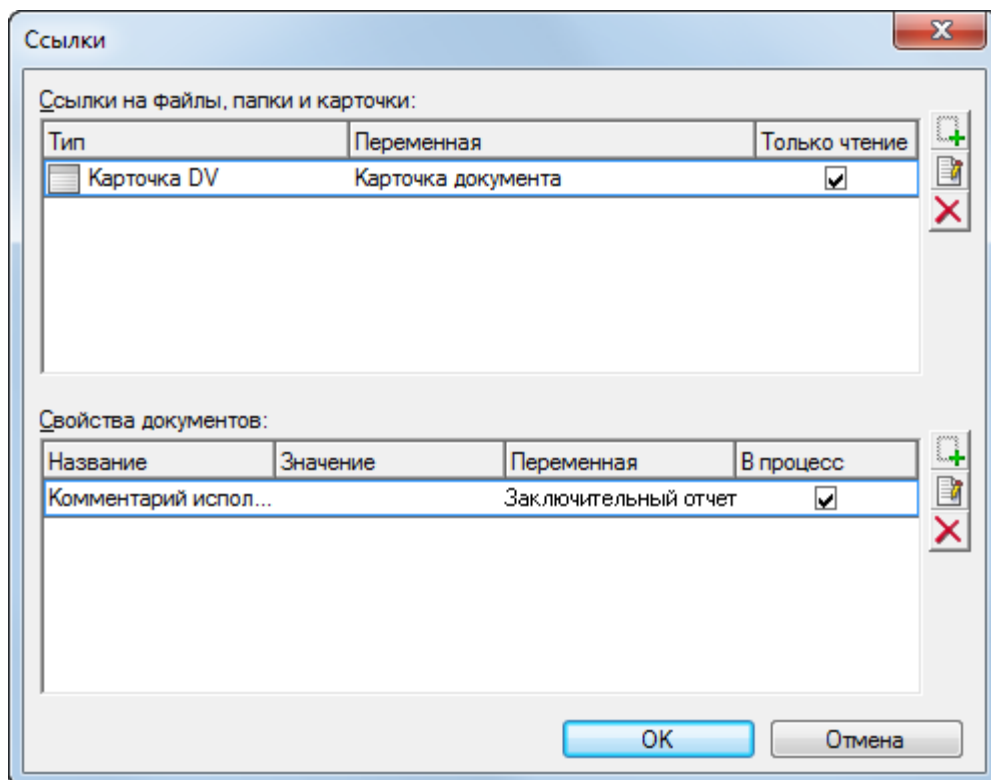 Ссылки
Ссылки на файлы, папки и карточки:
Тип Переменная Только чтение
Карточка DV Карточка документа
Свойства документов:
Название Значение Переменная В процесс
Комментарий испол... Заключительный отчет
OK Отмена